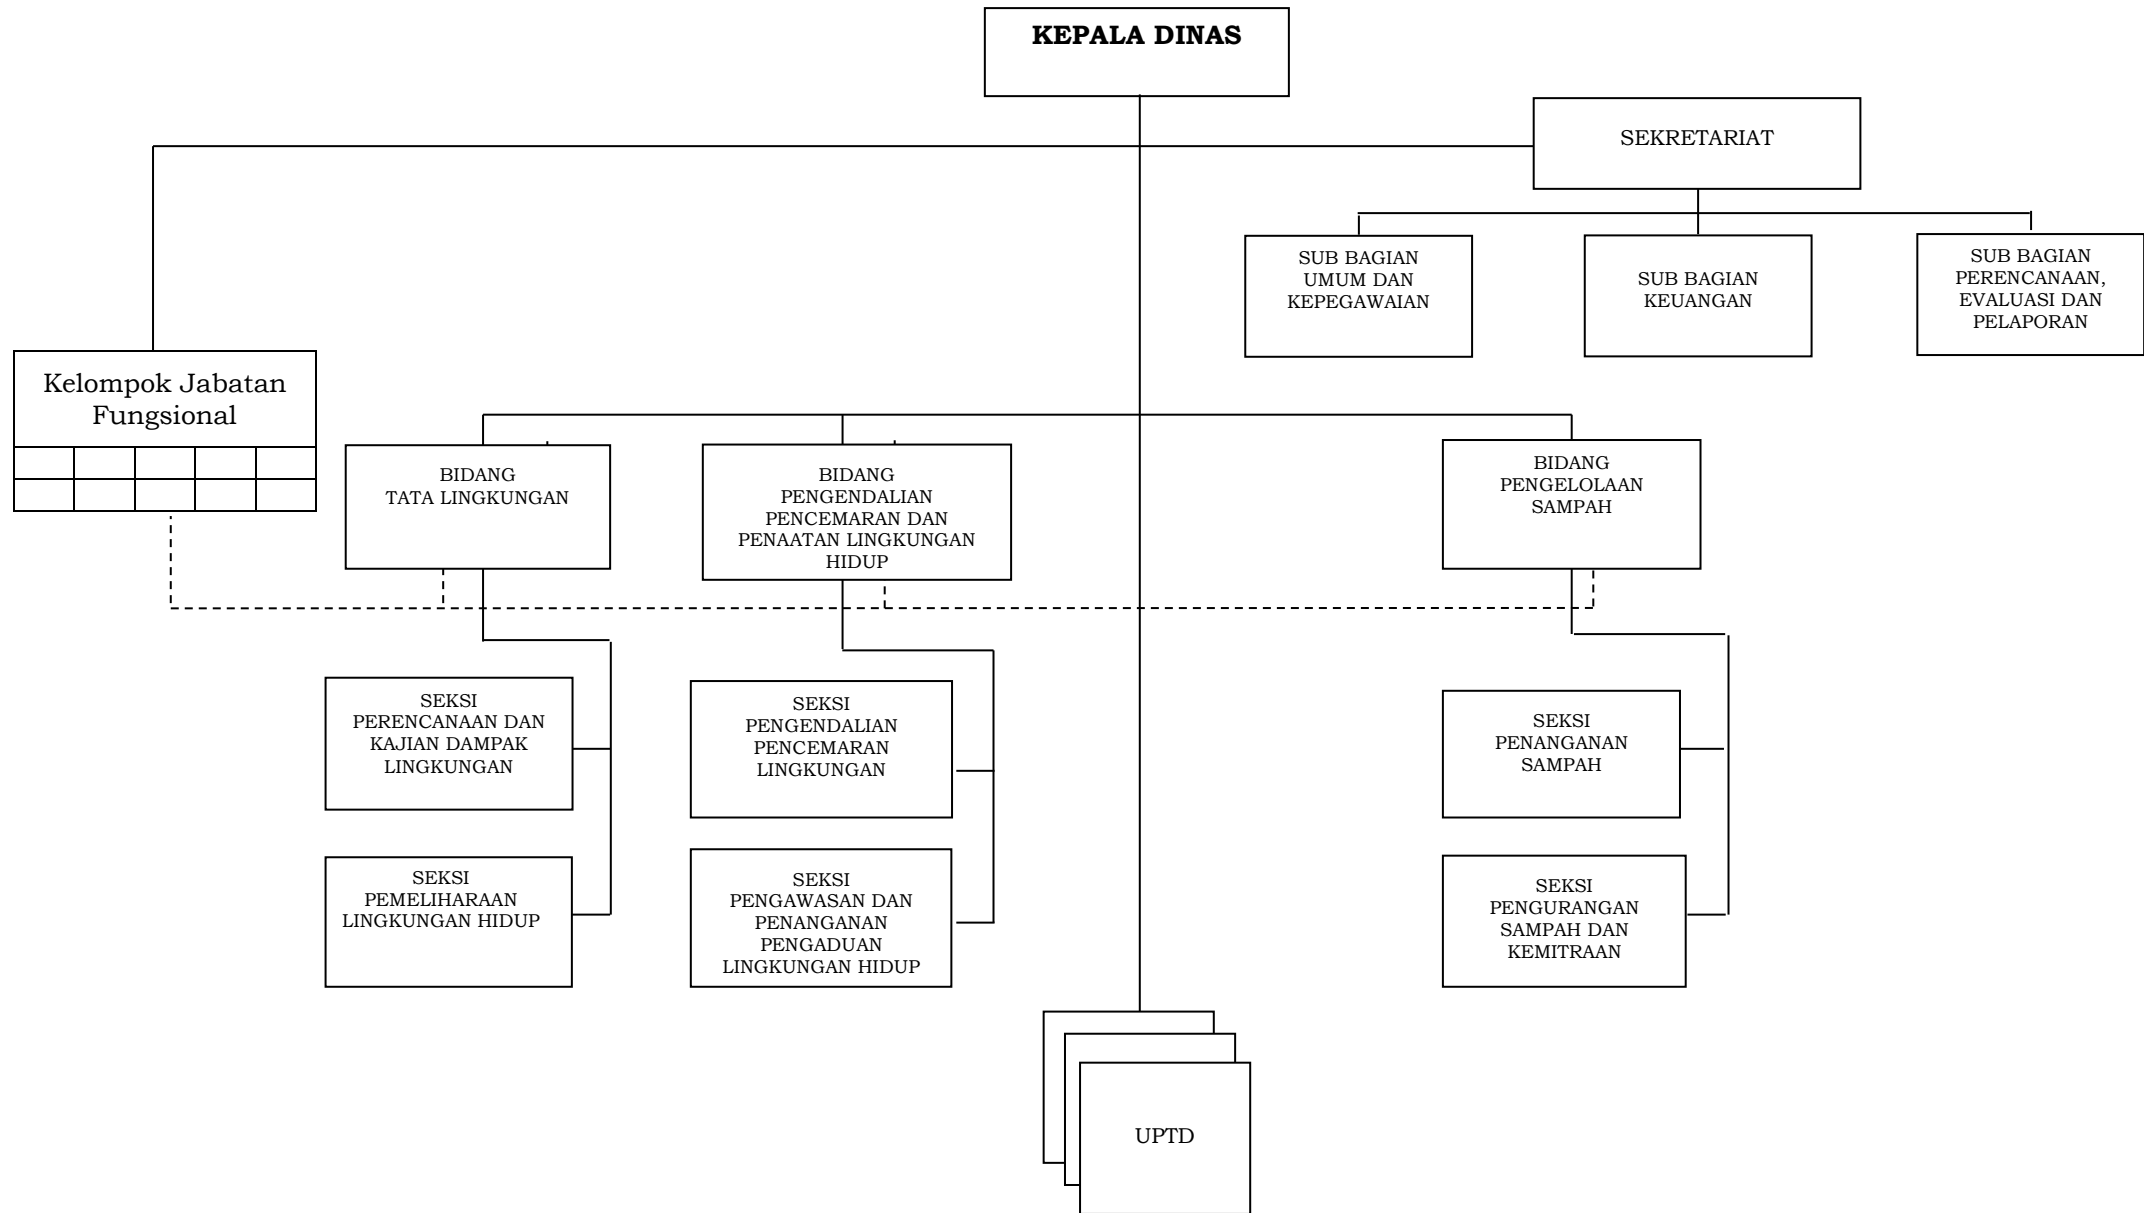 KEPALA DINAS
SEKRETARIAT
SUB BAGIAN
UMUM DAN
KEPEGAWAIAN
SUB BAGIAN
KEUANGAN
SUB BAGIAN
PERENCANAAN,
EVALUASI DAN
PELAPORAN
Kelompok Jabatan
Fungsional
BIDANG
TATA LINGKUNGAN
BIDANG
PENGENDALIAN
PENCEMARAN DAN
PENAATAN LINGKUNGAN
HIDUP
BIDANG
PENGELOLAAN
SAMPAH
SEKSI
PERENCANAAN DAN
KAJIAN DAMPAK
LINGKUNGAN
SEKSI
PENGENDALIAN
PENCEMARAN
LINGKUNGAN
SEKSI
PENANGANAN
SAMPAH
SEKSI
PEMELIHARAAN
LINGKUNGAN HIDUP
SEKSI
PENGAWASAN DAN
PENANGANAN
PENGADUAN
LINGKUNGAN HIDUP
SEKSI
PENGURANGAN
SAMPAH DAN
KEMITRAAN
UPTD